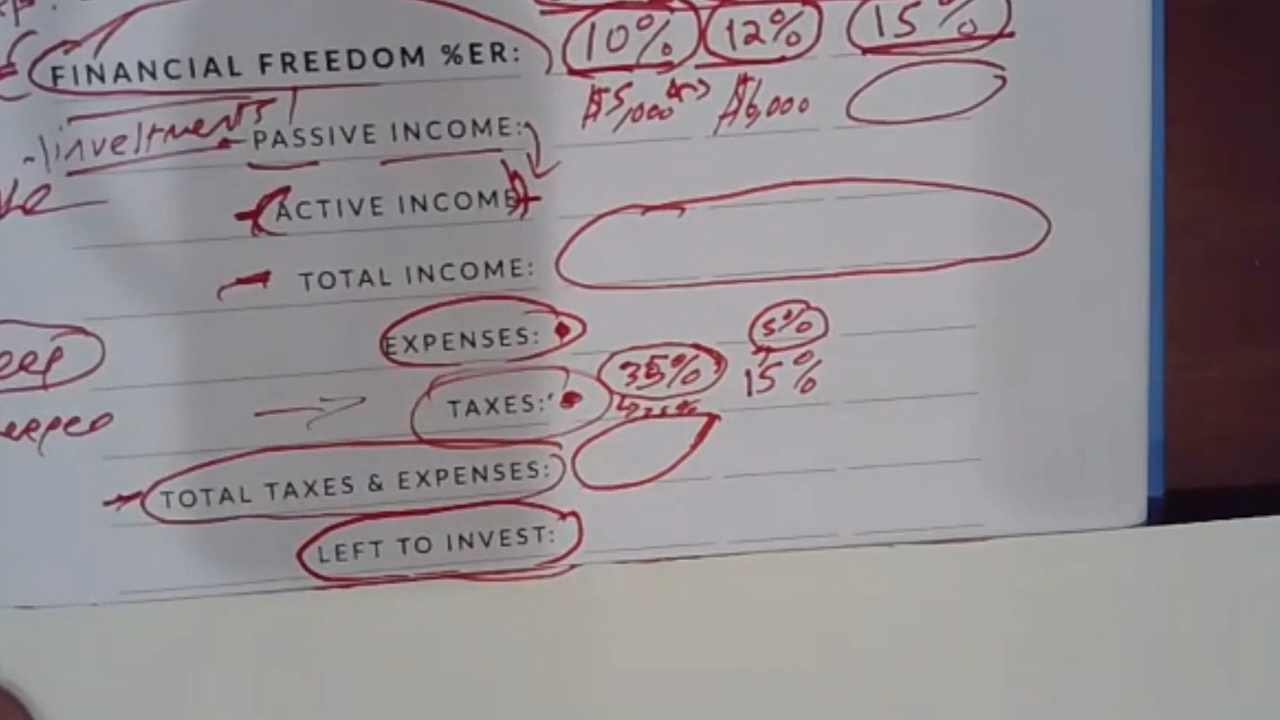 FINANCIAL FREEDOM %ER: 10% 12% 15%
$5,000 $6,000
investments
PASSIVE INCOME:
ACTIVE INCOME
TOTAL INCOME:
EXPENSES: 5%
TAXES: 35% 15%
TOTAL TAXES & EXPENSES:
LEFT TO INVEST: